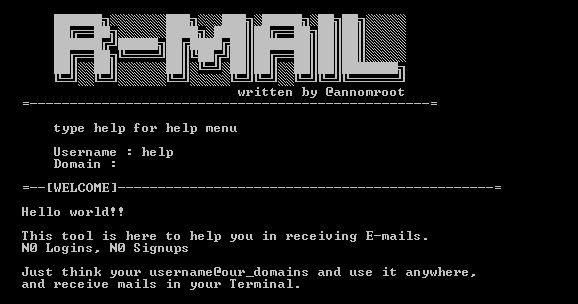 R-MAIL
written by @annomroot
=--------------------------------------------------=
type help for help menu
Username : help
Domain :
=--[WELCOME]-----------------------------------------------=
Hello world!!
This tool is here to help you in receiving E-mails.
N0 Logins, N0 Signups
Just think your username@our_domains and use it anywhere,
and receive mails in your Terminal.